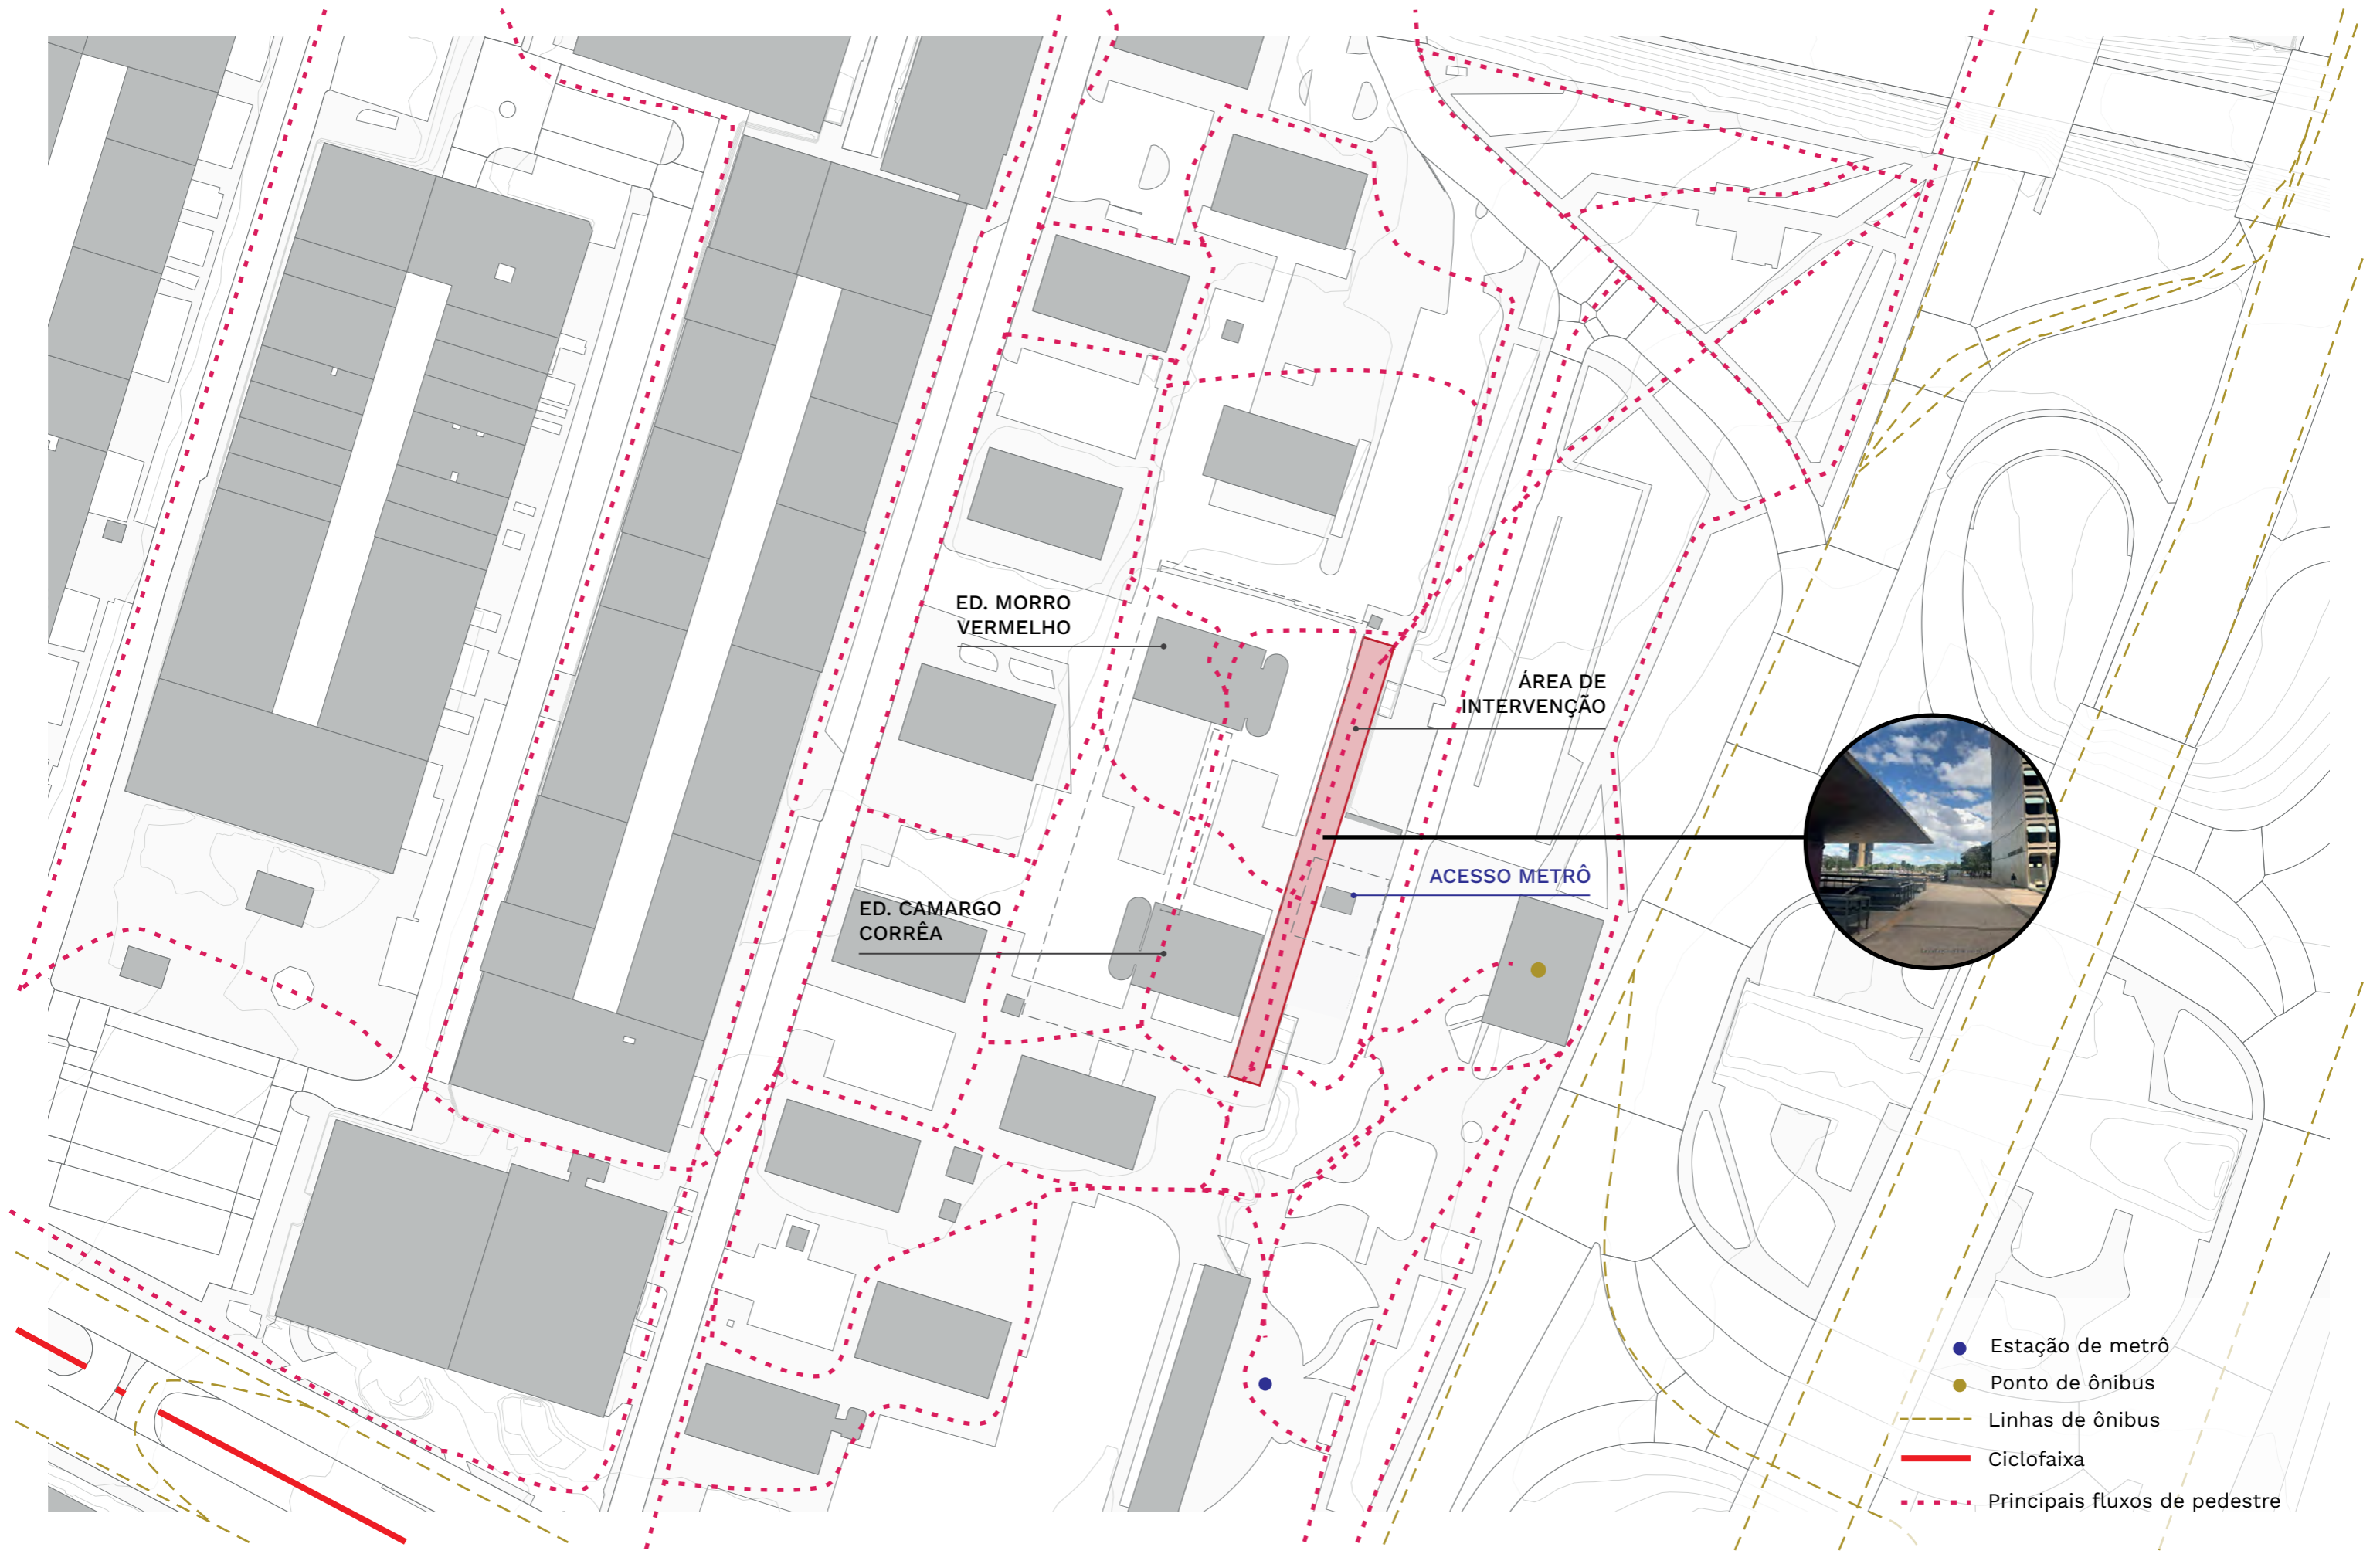 ED. MORRO
VERMELHO
ÁREA DE
INTERVENÇÃO
ACESSO METRÔ
ED. CAMARGO
CORRÊA
Estação de metrô
Ponto de ônibus
Linhas de ônibus
Ciclofaixa
Principais fluxos de pedestre